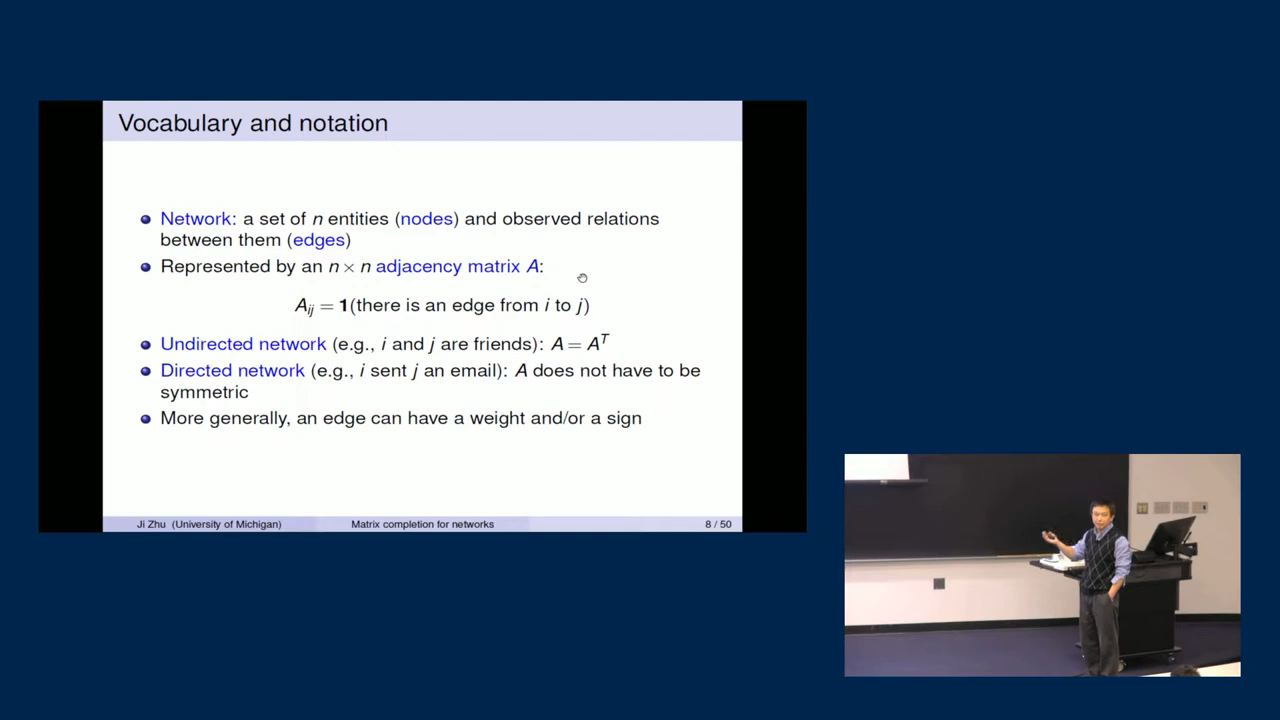 Vocabulary and notation
Network: a set of n entities (nodes) and observed relations
between them (edges)
Represented by an n × n adjacency matrix A:
A_{ij} = 1(there is an edge from i to j)
Undirected network (e.g., i and j are friends): A = A^T
Directed network (e.g., i sent j an email): A does not have to be
symmetric
More generally, an edge can have a weight and/or a sign
Ji Zhu (University of Michigan) Matrix completion for networks 8 / 50